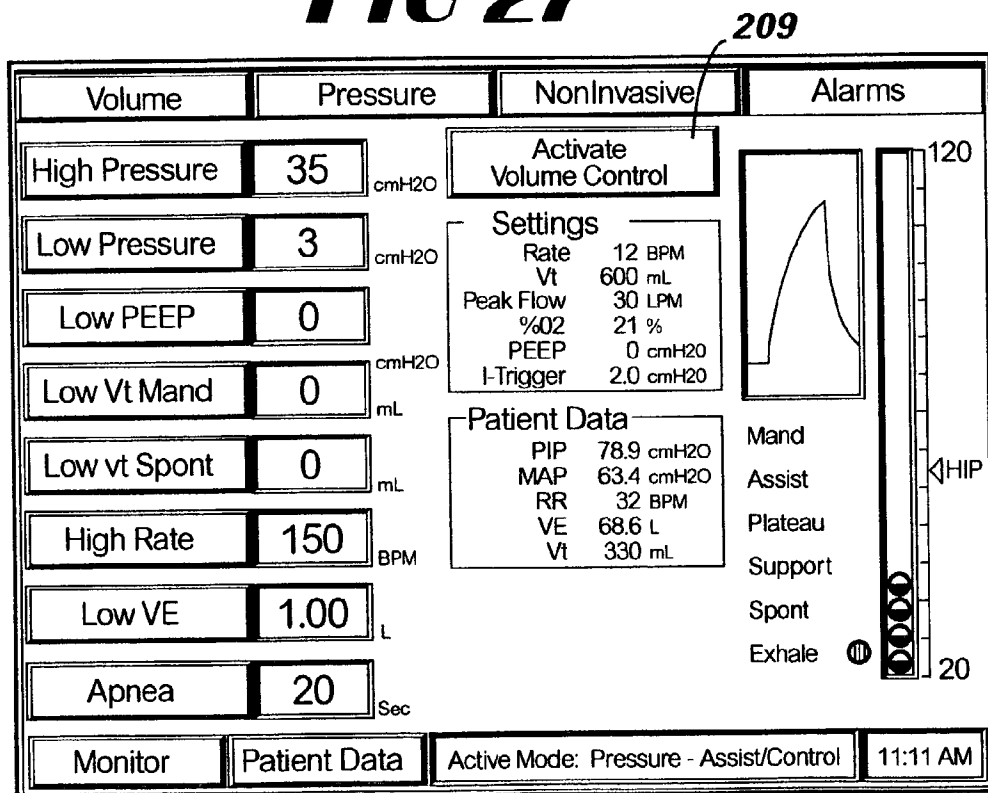 FIG 27
209
Volume Pressure NonInvasive Alarms
High Pressure 35 cmH2O
Low Pressure 3 cmH2O
Low PEEP 0 cmH2O
Low Vt Mand 0 mL
Low vt Spont 0 mL
High Rate 150 BPM
Low VE 1.00 L
Apnea 20 Sec
Activate
Volume Control
Settings
Rate 12 BPM
Vt 600 mL
Peak Flow 30 LPM
%02 21 %
PEEP 0 cmH20
I-Trigger 2.0 cmH20
Patient Data
PIP 78.9 cmH2O
MAP 63.4 cmH2O
RR 32 BPM
VE 68.6 L
Vt 330 mL
Mand
Assist
Plateau
Support
Spont
Exhale
120
HIP
20
Monitor Patient Data Active Mode: Pressure - Assist/Control 11:11 AM